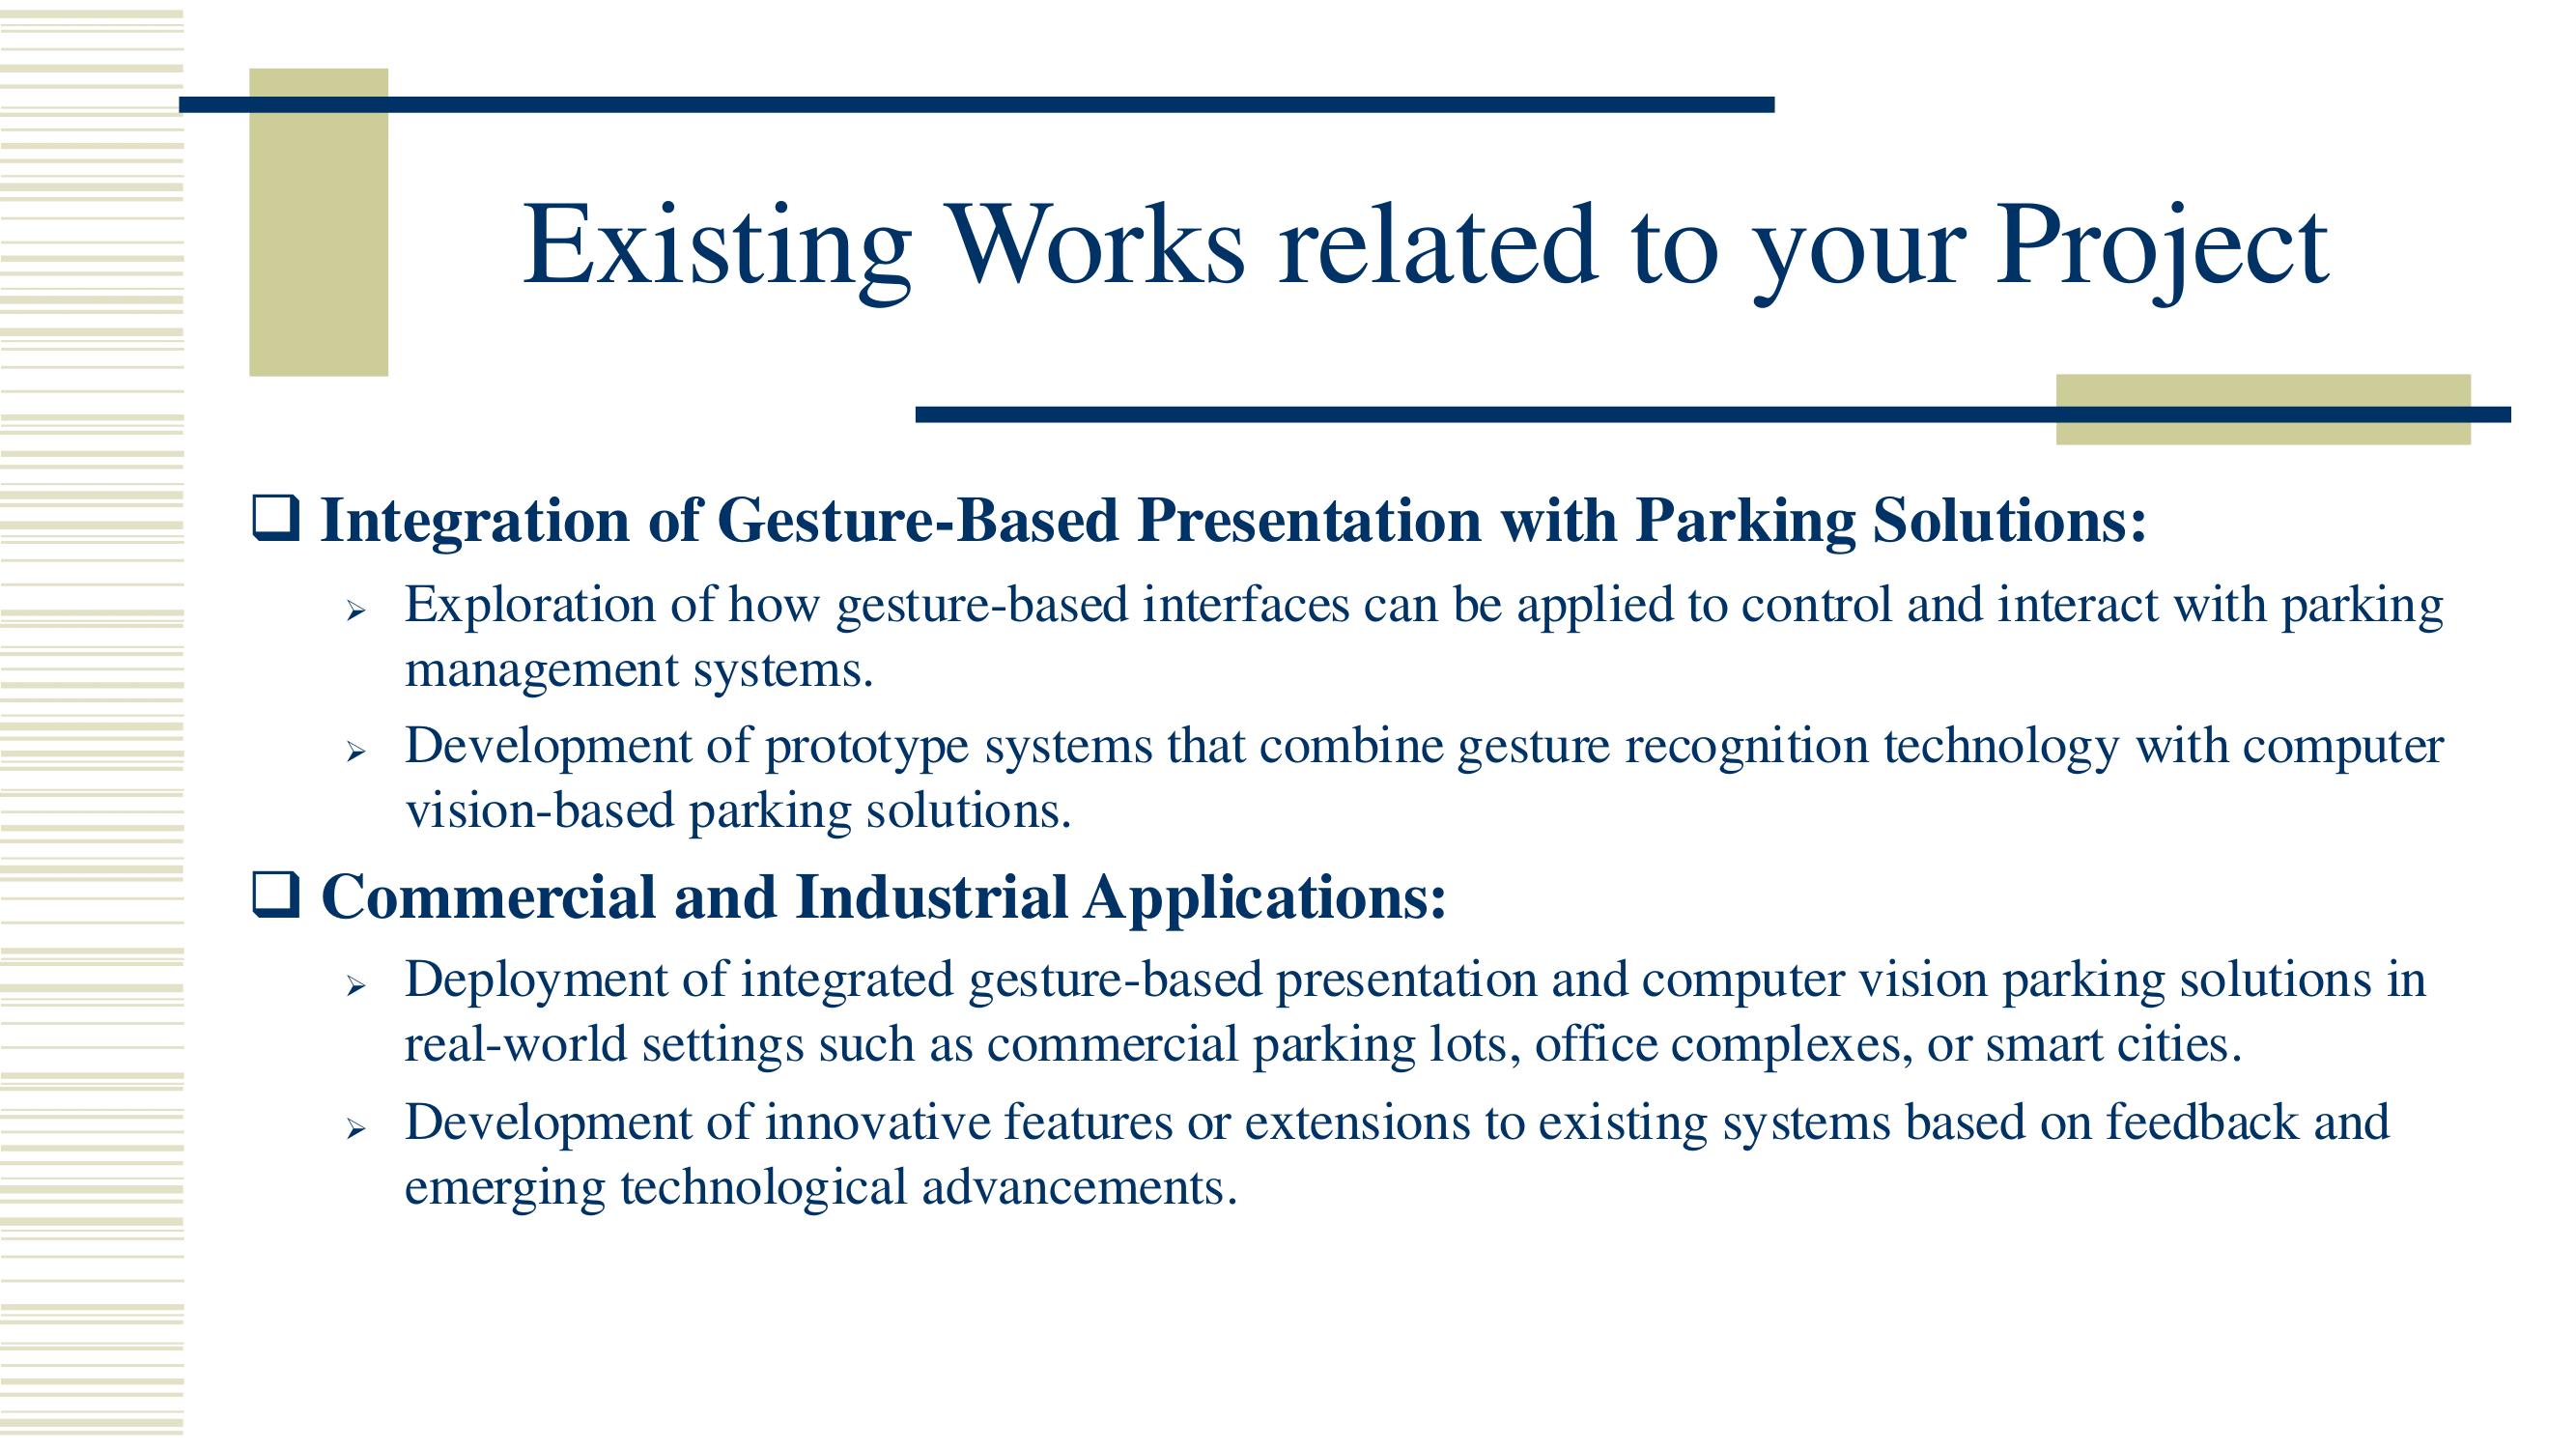 Existing Works related to your Project
❑ Integration of Gesture-Based Presentation with Parking Solutions:
➢ Exploration of how gesture-based interfaces can be applied to control and interact with parking
management systems.
➢ Development of prototype systems that combine gesture recognition technology with computer
vision-based parking solutions.
❑ Commercial and Industrial Applications:
➢ Deployment of integrated gesture-based presentation and computer vision parking solutions in
real-world settings such as commercial parking lots, office complexes, or smart cities.
➢ Development of innovative features or extensions to existing systems based on feedback and
emerging technological advancements.